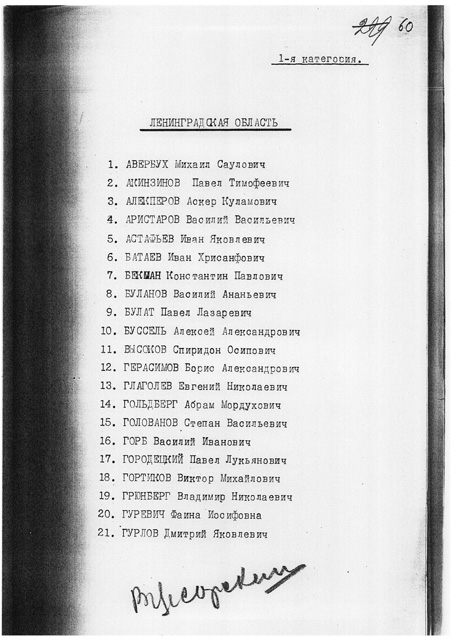 299 60
1-я категория.
ЛЕНИНГРАДСКАЯ ОБЛАСТЬ
1. АВЕРБУХ Михаил Саулович
2. АКИНЗИНОВ Павел Тимофеевич
3. АЛЕКПЕРОВ Аскер Куламович
4. АРИСТАРОВ Василий Васильевич
5. АСТАФЬЕВ Иван Яковлевич
6. БАТАЕВ Иван Хрисанфович
7. БЕКМАН Константин Павлович
8. БУЛАНОВ Василий Ананьевич
9. БУЛАТ Павел Лазаревич
10. БУССЕЛЬ Алексей Александрович
11. ВЫСОКОВ Спиридон Осипович
12. ГЕРАСИМОВ Борис Александрович
13. ГЛАГОЛЕВ Евгений Николаевич
14. ГОЛЬДБЕРГ Абрам Мордухович
15. ГОЛОВАНОВ Степан Васильевич
16. ГОРБ Василий Иванович
17. ГОРОДЕЦКИЙ Павел Лукьянович
18. ГОРТИКОВ Виктор Михайлович
19. ГРЮНБЕРГ Владимир Николаевич
20. ГУРЕВИЧ Фаина Иосифовна
21. ГУРЛОВ Дмитрий Яковлевич